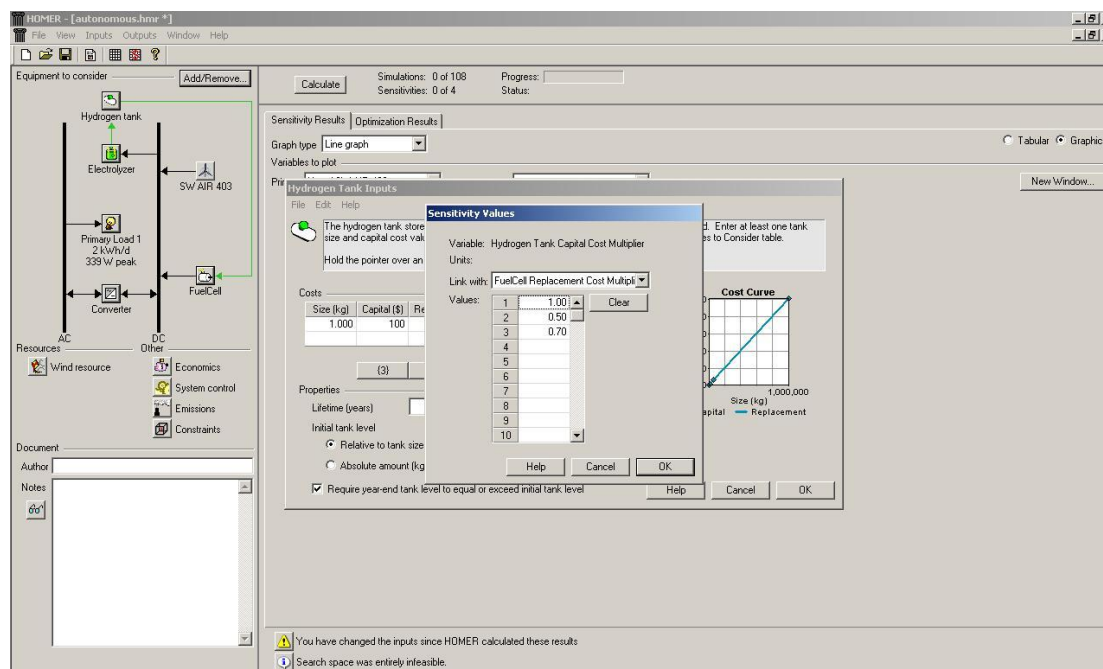 HOMER - [autonomous.hmr *]
File View Inputs Outputs Window Help
Equipment to consider
Add/Remove...
Hydrogen tank
Electrolyzer
SW AIR 403
Primary Load 1
2 kWh/d
339 W peak
FuelCell
Converter
AC
DC
Resources
Other
Wind resource
Economics
System control
Emissions
Constraints
Document
Author
Notes
Calculate
Simulations: 0 of 108
Progress:
Sensitivities: 0 of 4
Status:
Sensitivity Results
Optimization Results
Graph type
Line graph
Tabular
Graphic
Variables to plot
New Window...
Hydrogen Tank Inputs
File Edit Help
The hydrogen tank store
d. Enter at least one tank
size and capital cost valu
es to Consider table.
Hold the pointer over an
Costs
Size (kg) Capital ($) Re
1.000 100
{3}
Properties
Lifetime (years)
Initial tank level
Relative to tank size
Absolute amount (kg
Require year-end tank level to equal or exceed initial tank level
Help
Cancel
OK
Cost Curve
1,000,000
Size (kg)
apital
Replacement
Sensitivity Values
Variable: Hydrogen Tank Capital Cost Multiplier
Units:
Link with: FuelCell Replacement Cost Multipli
Values:
1 1.00
2 0.50
3 0.70
4
5
6
7
8
9
10
Clear
Help
Cancel
OK
You have changed the inputs since HOMER calculated these results
Search space was entirely infeasible.